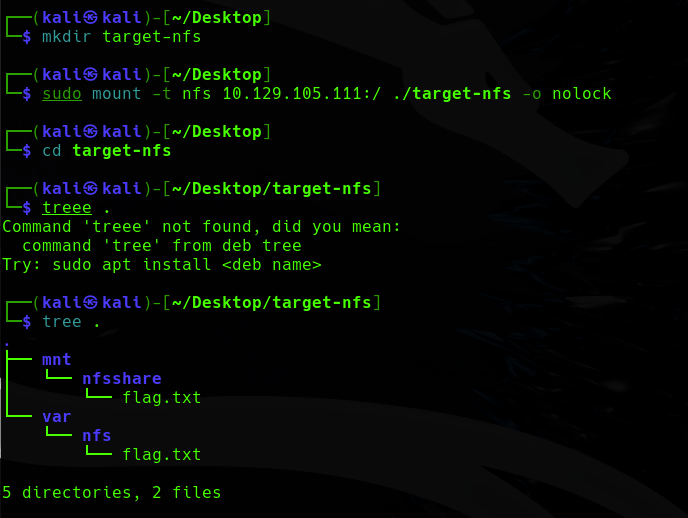 ┌──(kali㉿kali)-[~/Desktop]
└─$ mkdir target-nfs
┌──(kali㉿kali)-[~/Desktop]
└─$ sudo mount -t nfs 10.129.105.111:/ ./target-nfs -o nolock
┌──(kali㉿kali)-[~/Desktop]
└─$ cd target-nfs
┌──(kali㉿kali)-[~/Desktop/target-nfs]
└─$ treee .
Command 'treee' not found, did you mean:
  command 'tree' from deb tree
Try: sudo apt install <deb name>
┌──(kali㉿kali)-[~/Desktop/target-nfs]
└─$ tree .
.
├── mnt
│   └── nfsshare
│       └── flag.txt
└── var
    └── nfs
        └── flag.txt
5 directories, 2 files